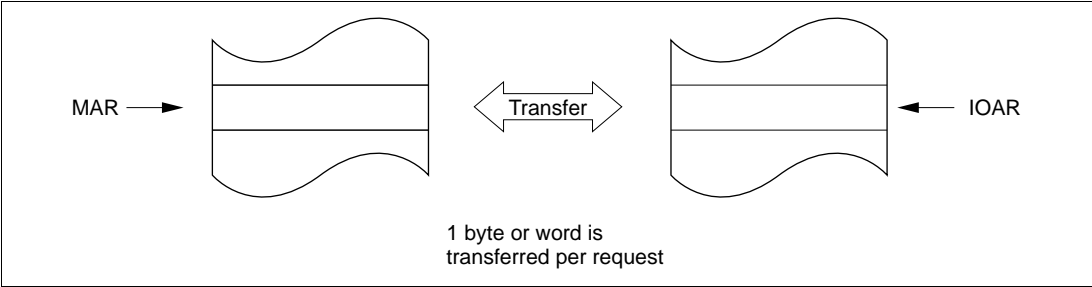 MAR
Transfer
IOAR
1 byte or word is
transferred per request